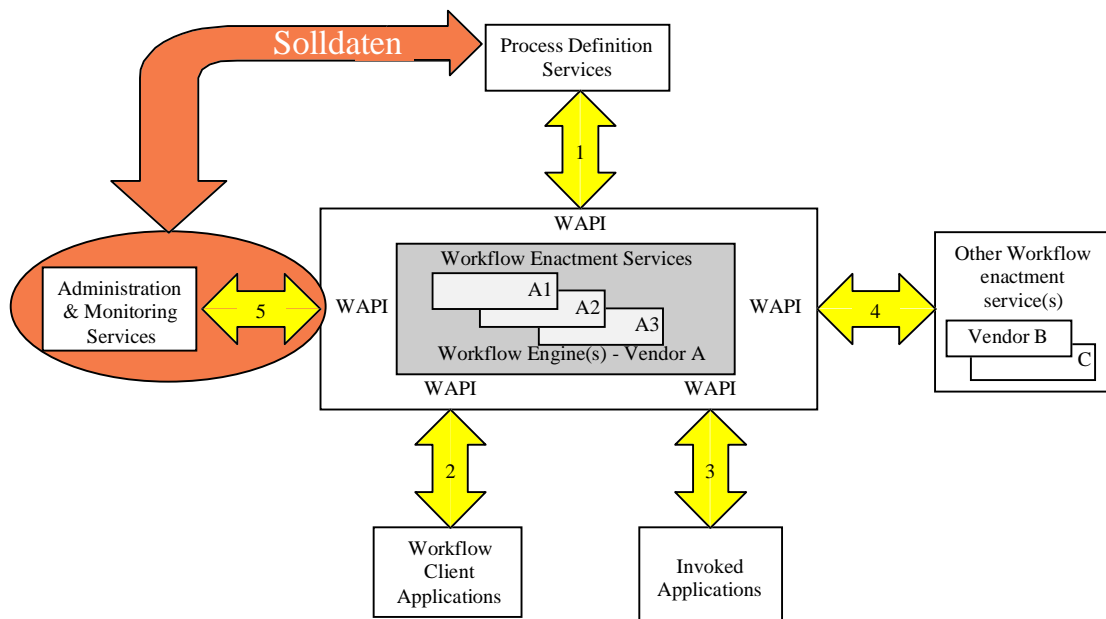 Solldaten
Process Definition
Services
1
WAPI
Workflow Enactment Services
A1
A2
A3
Workflow Engine(s) - Vendor A
WAPI
WAPI
WAPI
WAPI
Administration
& Monitoring
Services
5
4
Other Workflow
enactment
service(s)
Vendor B
C
2
3
Workflow
Client
Applications
Invoked
Applications